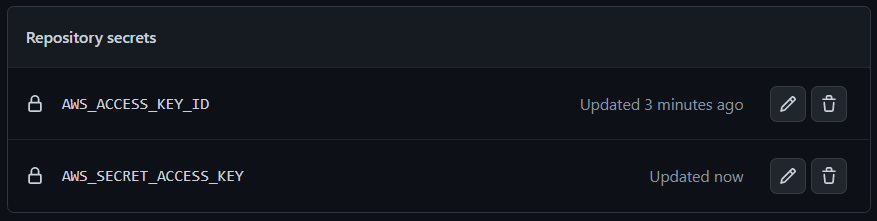 Repository secrets
AWS_ACCESS_KEY_ID Updated 3 minutes ago
AWS_SECRET_ACCESS_KEY Updated now